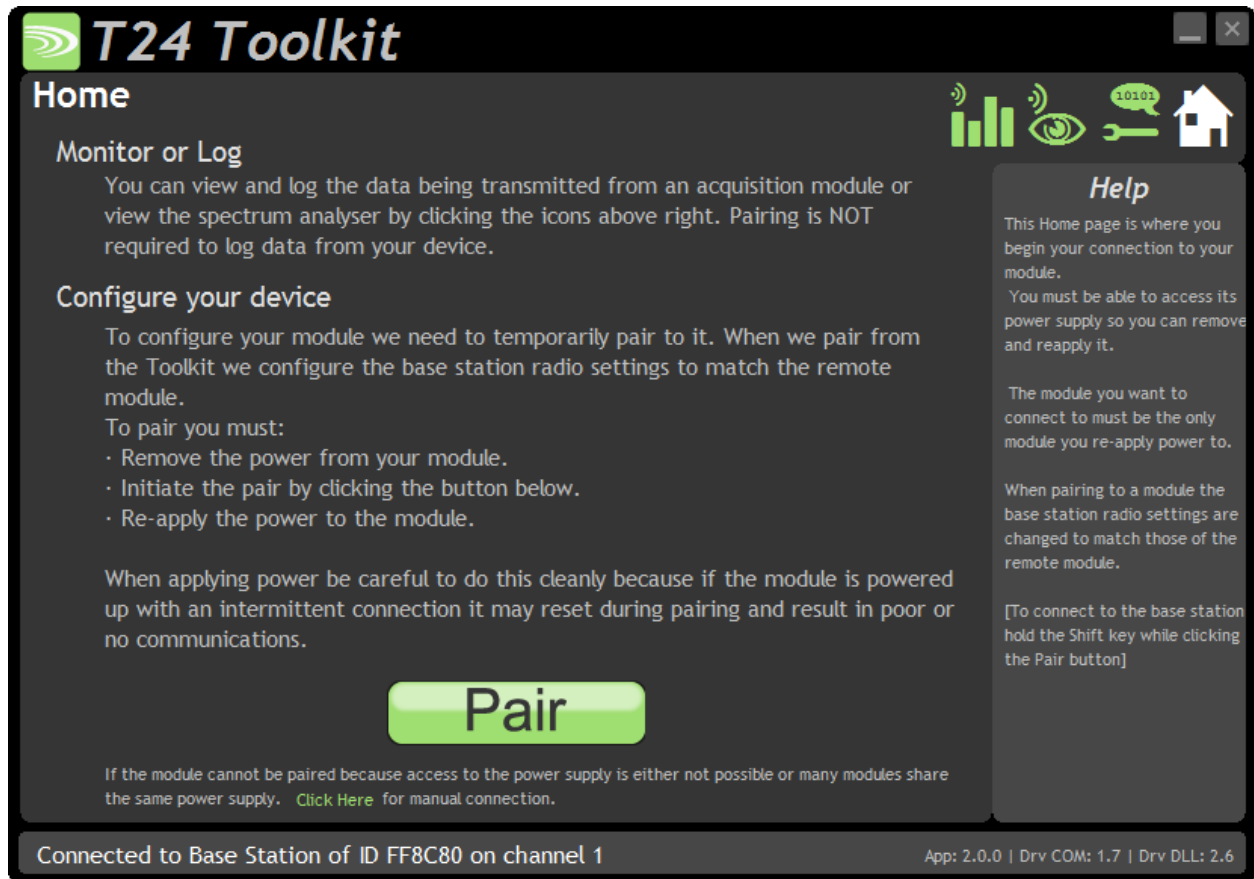 T24 Toolkit
Home
10101
Monitor or Log
You can view and log the data being transmitted from an acquisition module or
view the spectrum analyser by clicking the icons above right. Pairing is NOT
required to log data from your device.
Configure your device
To configure your module we need to temporarily pair to it. When we pair from
the Toolkit we configure the base station radio settings to match the remote
module.
To pair you must:
· Remove the power from your module.
· Initiate the pair by clicking the button below.
· Re-apply the power to the module.
When applying power be careful to do this cleanly because if the module is powered
up with an intermittent connection it may reset during pairing and result in poor or
no communications.
Pair
If the module cannot be paired because access to the power supply is either not possible or many modules share
the same power supply. Click Here for manual connection.
Help
This Home page is where you
begin your connection to your
module.
You must be able to access its
power supply so you can remove
and reapply it.
The module you want to
connect to must be the only
module you re-apply power to.
When pairing to a module the
base station radio settings are
changed to match those of the
remote module.
[To connect to the base station
hold the Shift key while clicking
the Pair button]
Connected to Base Station of ID FF8C80 on channel 1
App: 2.0.0 | Drv COM: 1.7 | Drv DLL: 2.6